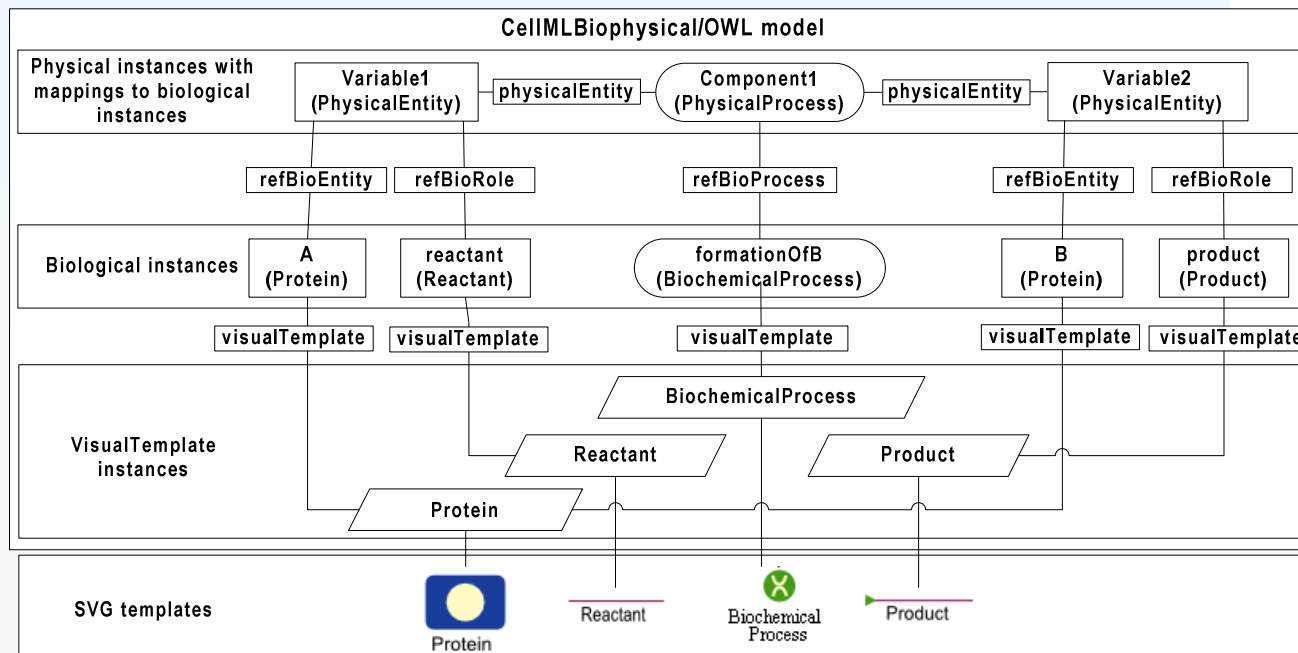 CellMLBiophysical/OWL model
Physical instances with
mappings to biological
instances
Variable1
(PhysicalEntity)
physicalEntity
Component1
(PhysicalProcess)
physicalEntity
Variable2
(PhysicalEntity)
refBioEntity
refBioRole
refBioProcess
refBioEntity
refBioRole
Biological instances
A
(Protein)
reactant
(Reactant)
formationOfB
(BiochemicalProcess)
B
(Protein)
product
(Product)
visualTemplate
visualTemplate
visualTemplate
visualTemplate
visualTemplate
VisualTemplate
instances
BiochemicalProcess
Reactant
Product
Protein
SVG templates
Protein
Reactant
Biochemical
Process
Product